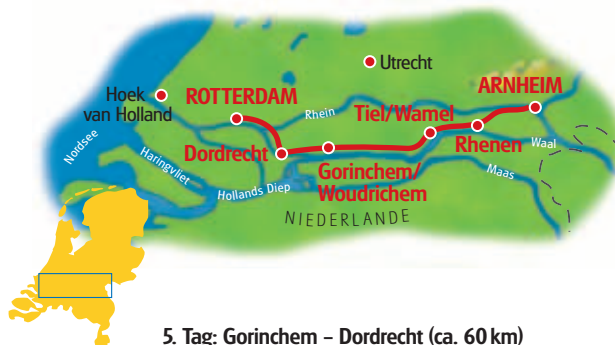 Utrecht
ARNHEIM
Hoek
van Holland
ROTTERDAM
Rhein
Tiel/Wamel
Nordsee
Dordrecht
Rhenen
Waal
Haringvliet
Gorinchem/
Woudrichem
Maas
Hollands Diep
NIEDERLANDE
5. Tag: Gorinchem – Dordrecht (ca. 60 km)